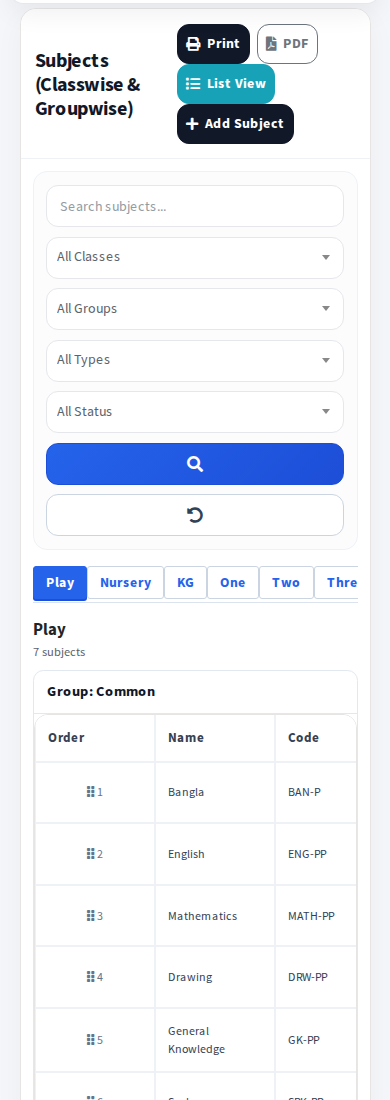 Subjects
(Classwise &
Groupwise)
Print
PDF
List View
Add Subject
Search subjects...
All Classes
All Groups
All Types
All Status
Play
Nursery
KG
One
Two
Thre
Play
7 subjects
Group: Common
Order Name Code
1 Bangla BAN-P
2 English ENG-PP
3 Mathematics MATH-PP
4 Drawing DRW-PP
5 General Knowledge GK-PP